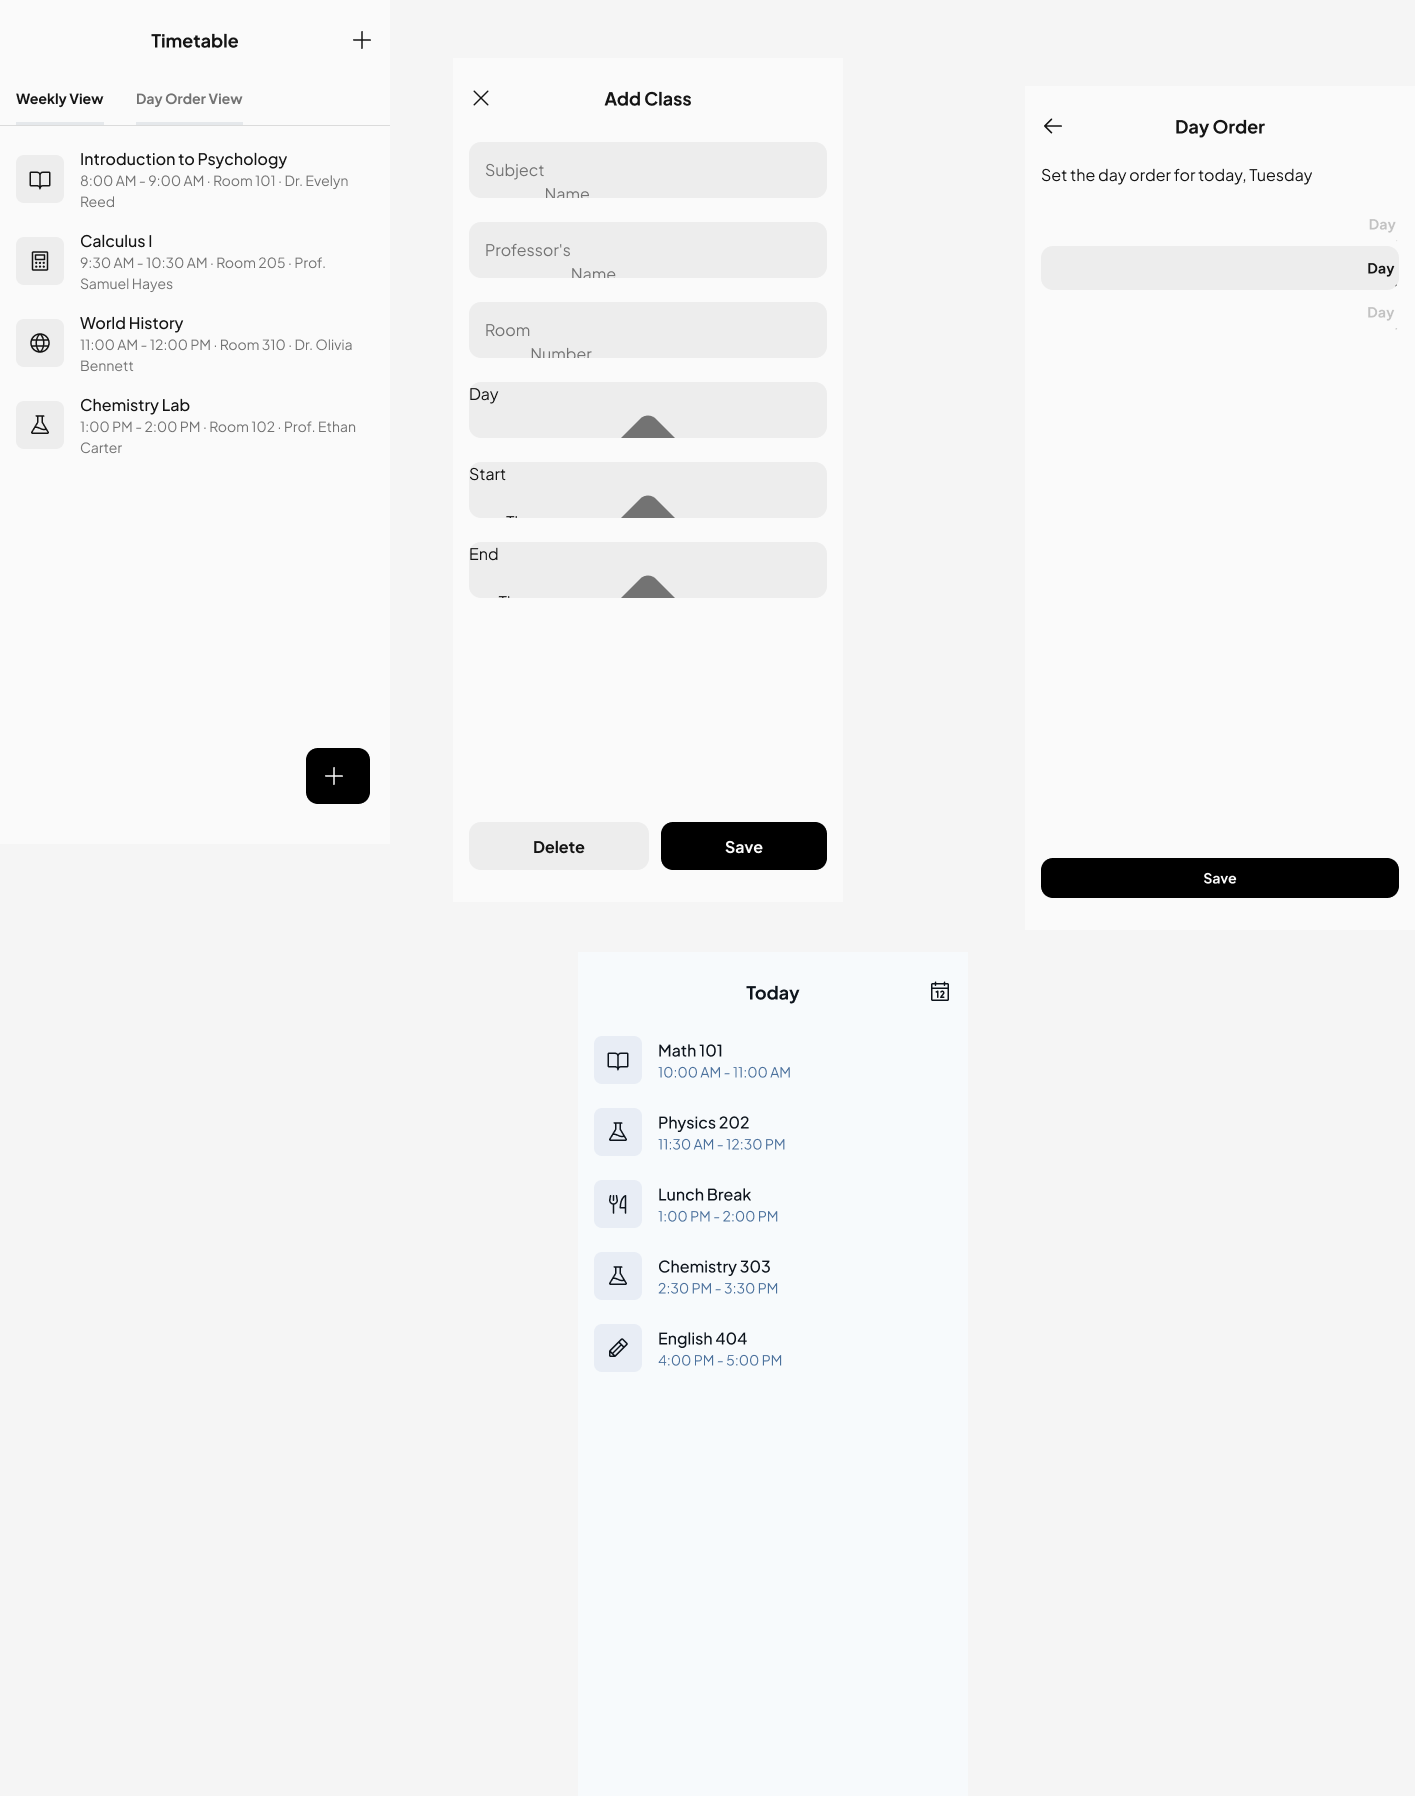 Timetable
Weekly View
Day Order View
Introduction to Psychology
8:00 AM - 9:00 AM · Room 101 · Dr. Evelyn
Reed
Calculus I
9:30 AM - 10:30 AM · Room 205 · Prof.
Samuel Hayes
World History
11:00 AM - 12:00 PM · Room 310 · Dr. Olivia
Bennett
Chemistry Lab
1:00 PM - 2:00 PM · Room 102 · Prof. Ethan
Carter
Add Class
Subject
Name
Professor's
Name
Room
Number
Day
Start
End
Delete
Save
Day Order
Set the day order for today, Tuesday
Day
Day
Day
Save
Today
12
Math 101
10:00 AM - 11:00 AM
Physics 202
11:30 AM - 12:30 PM
Lunch Break
1:00 PM - 2:00 PM
Chemistry 303
2:30 PM - 3:30 PM
English 404
4:00 PM - 5:00 PM